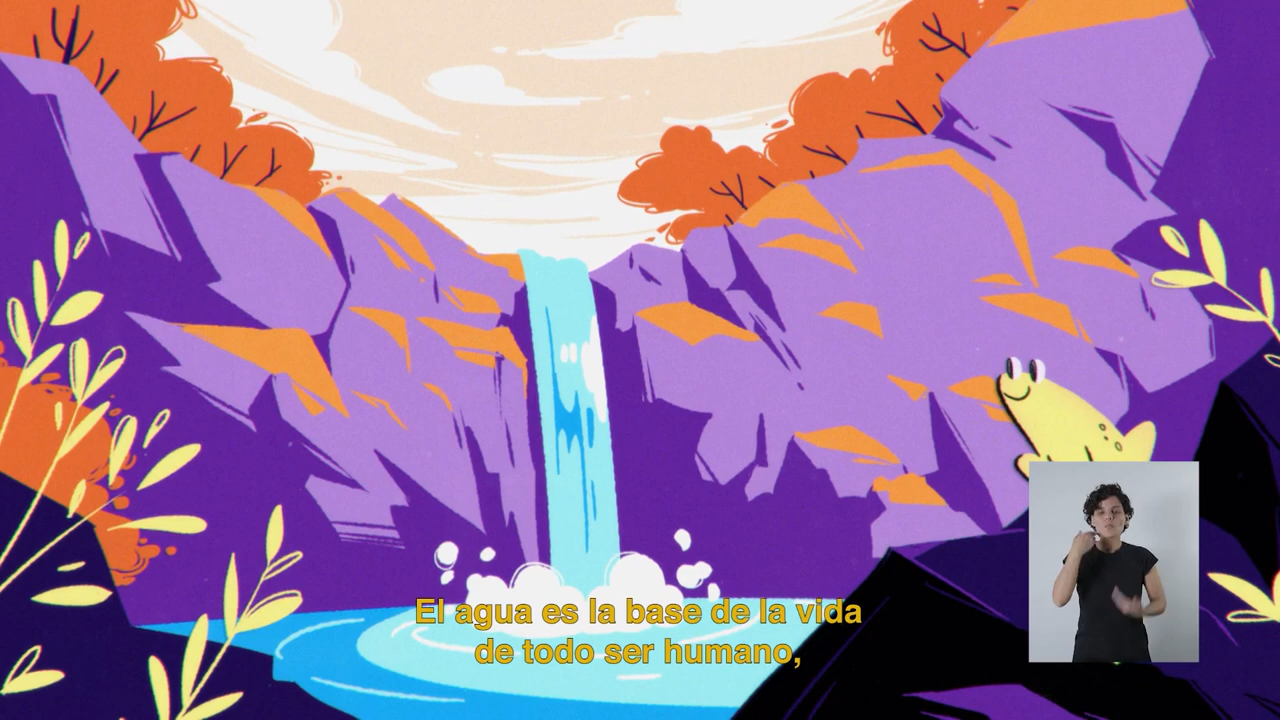 El agua es la base de la vida
de todo ser humano,